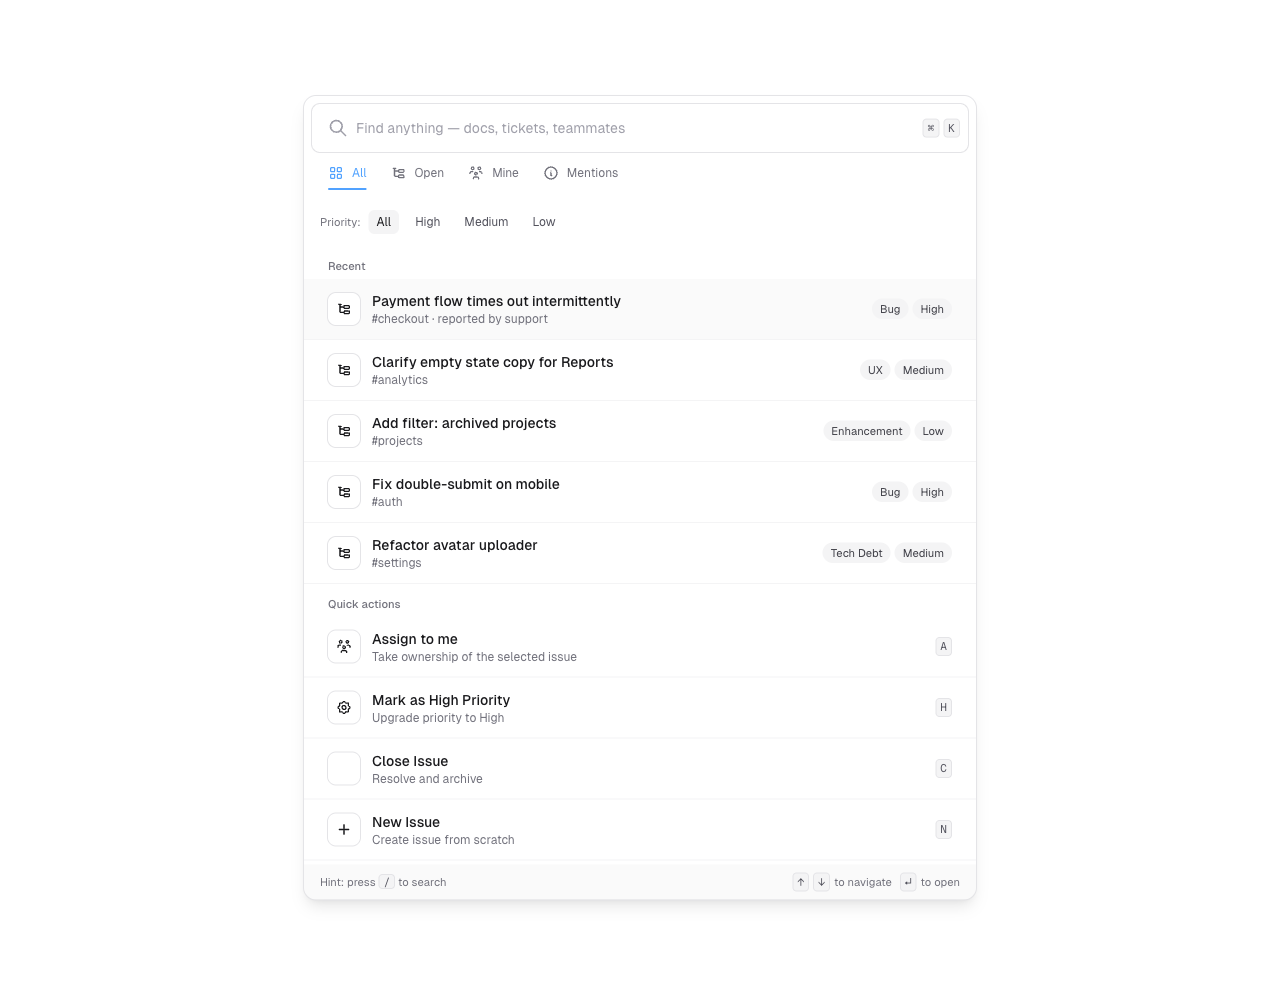 Find anything — docs, tickets, teammates ⌘ K
All Open Mine Mentions
Priority: All High Medium Low
Recent
Payment flow times out intermittently
#checkout · reported by support
Bug High
Clarify empty state copy for Reports
#analytics
UX Medium
Add filter: archived projects
#projects
Enhancement Low
Fix double-submit on mobile
#auth
Bug High
Refactor avatar uploader
#settings
Tech Debt Medium
Quick actions
Assign to me
Take ownership of the selected issue
A
Mark as High Priority
Upgrade priority to High
H
Close Issue
Resolve and archive
C
New Issue
Create issue from scratch
N
Hint: press / to search ↑ ↓ to navigate ↵ to open